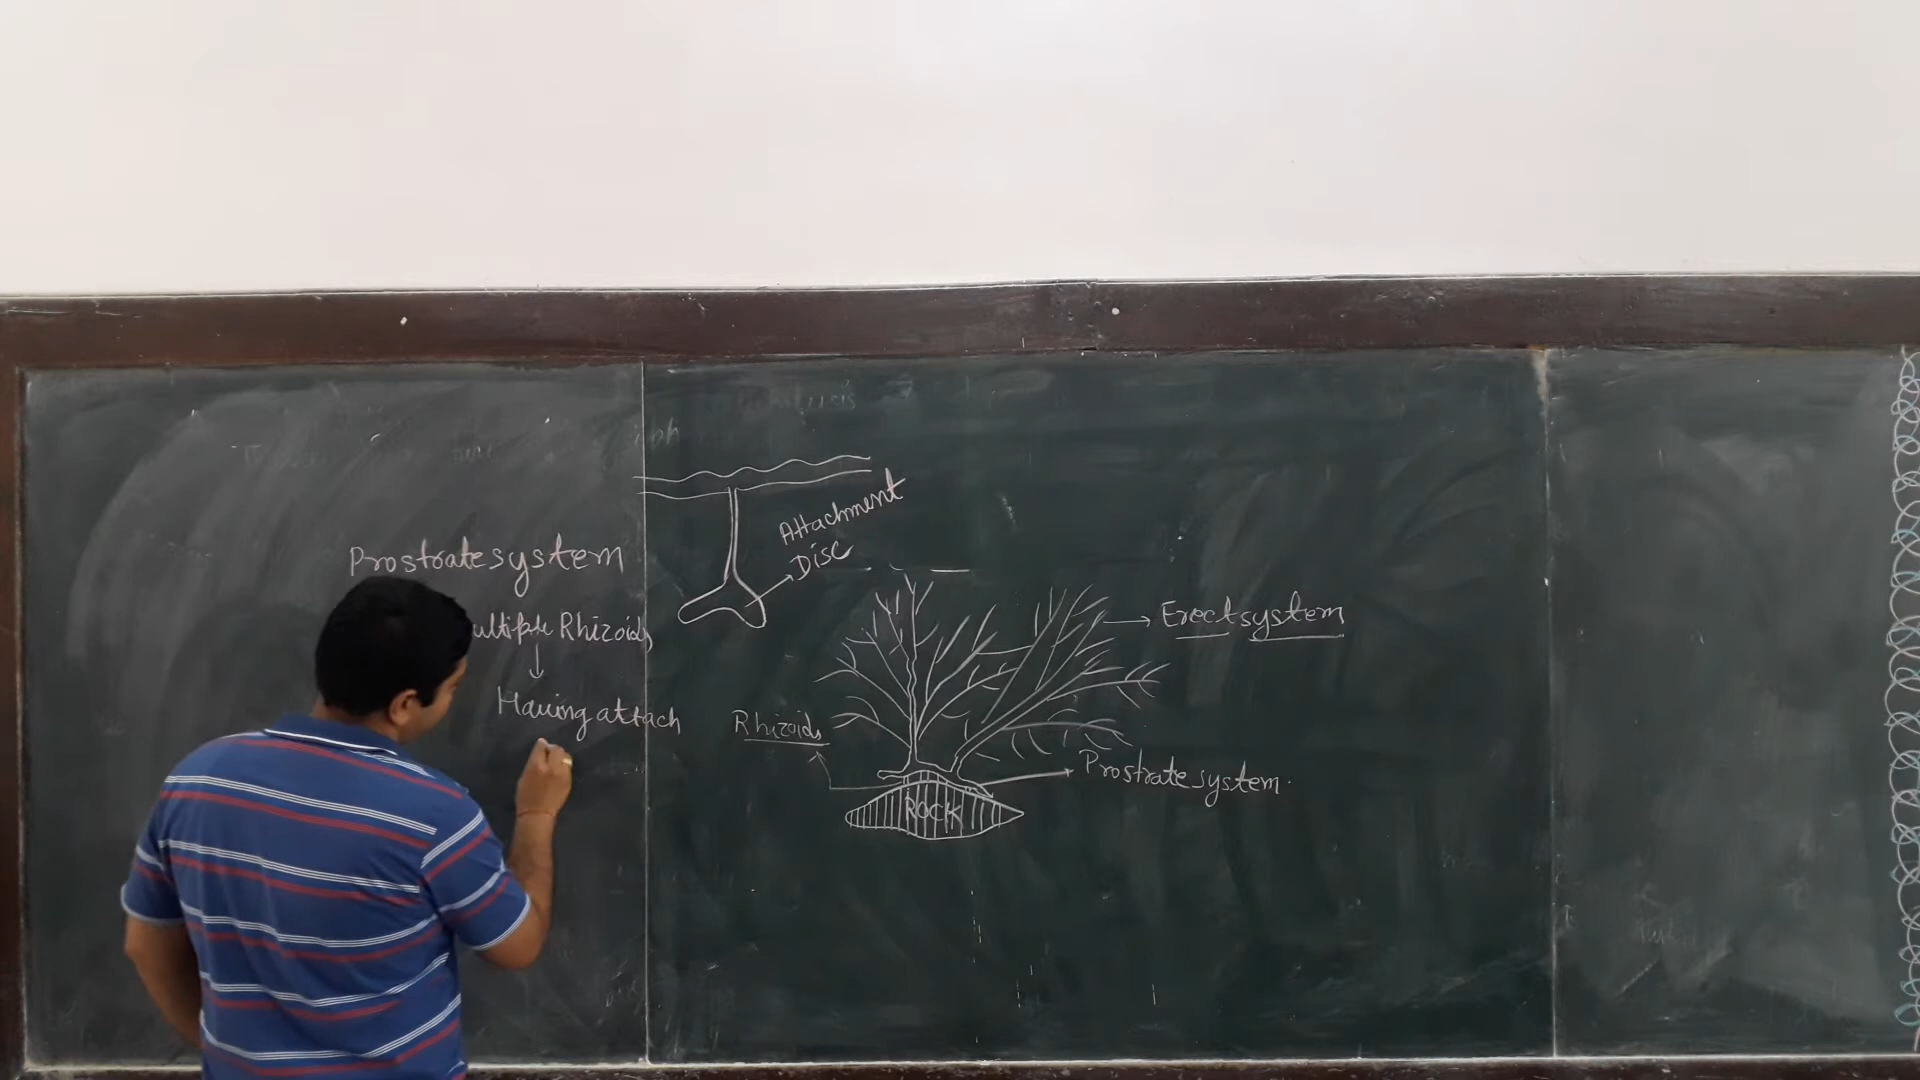 Prostrate system
ultiple Rhizoids
↓
Having attach
Attachment
Disc
Erect system
Rhizoids
Prostrate system.
ROCK